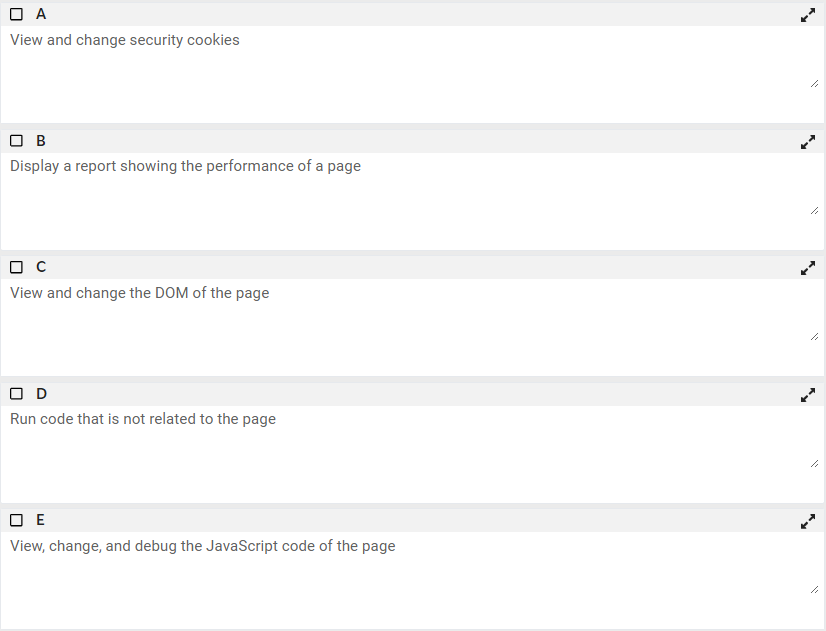 A
View and change security cookies
B
Display a report showing the performance of a page
C
View and change the DOM of the page
D
Run code that is not related to the page
E
View, change, and debug the JavaScript code of the page